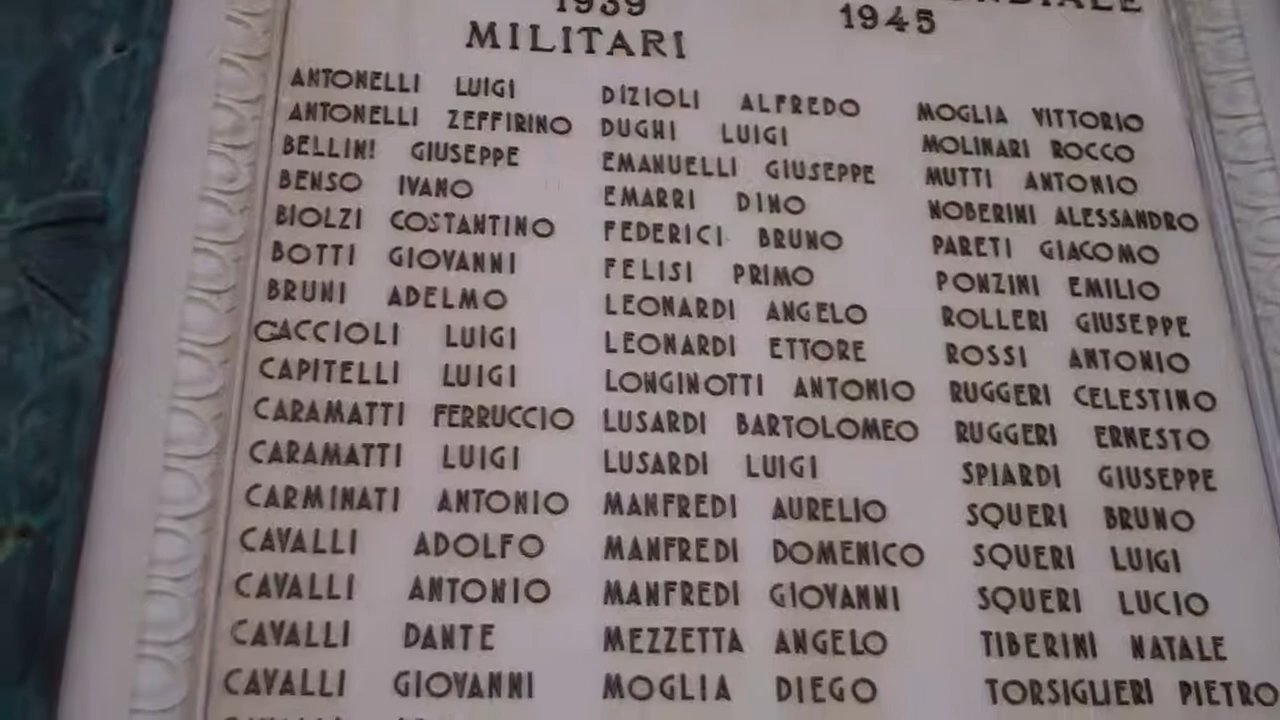 1939
1945
MILITARI
ANTONELLI LUIGI
ANTONELLI ZEFFIRINO
BELLINI GIUSEPPE
BENSO IVANO
BIOLZI COSTANTINO
BOTTI GIOVANNI
BRUNI ADELMO
CACCIOLI LUIGI
CAPITELLI LUIGI
CARAMATTI FERRUCCIO
CARAMATTI LUIGI
CARMINATI ANTONIO
CAVALLI ADOLFO
CAVALLI ANTONIO
CAVALLI DANTE
CAVALLI GIOVANNI
DIZIOLI ALFREDO
DUGHI LUIGI
EMANUELLI GIUSEPPE
EMARRI DINO
FEDERICI BRUNO
FELISI PRIMO
LEONARDI ANGELO
LEONARDI ETTORE
LONGINOTTI ANTONIO
LUSARDI BARTOLOMEO
LUSARDI LUIGI
MANFREDI AURELIO
MANFREDI DOMENICO
MANFREDI GIOVANNI
MEZZETTA ANGELO
MOGLIA DIEGO
MOGLIA VITTORIO
MOLINARI ROCCO
MUTTI ANTONIO
NOBERINI ALESSANDRO
PARETI GIACOMO
PONZINI EMILIO
ROLLERI GIUSEPPE
ROSSI ANTONIO
RUGGERI CELESTINO
RUGGERI ERNESTO
SPIARDI GIUSEPPE
SQUERI BRUNO
SQUERI LUIGI
SQUERI LUCIO
TIBERINI NATALE
TORSIGLIERI PIETRO